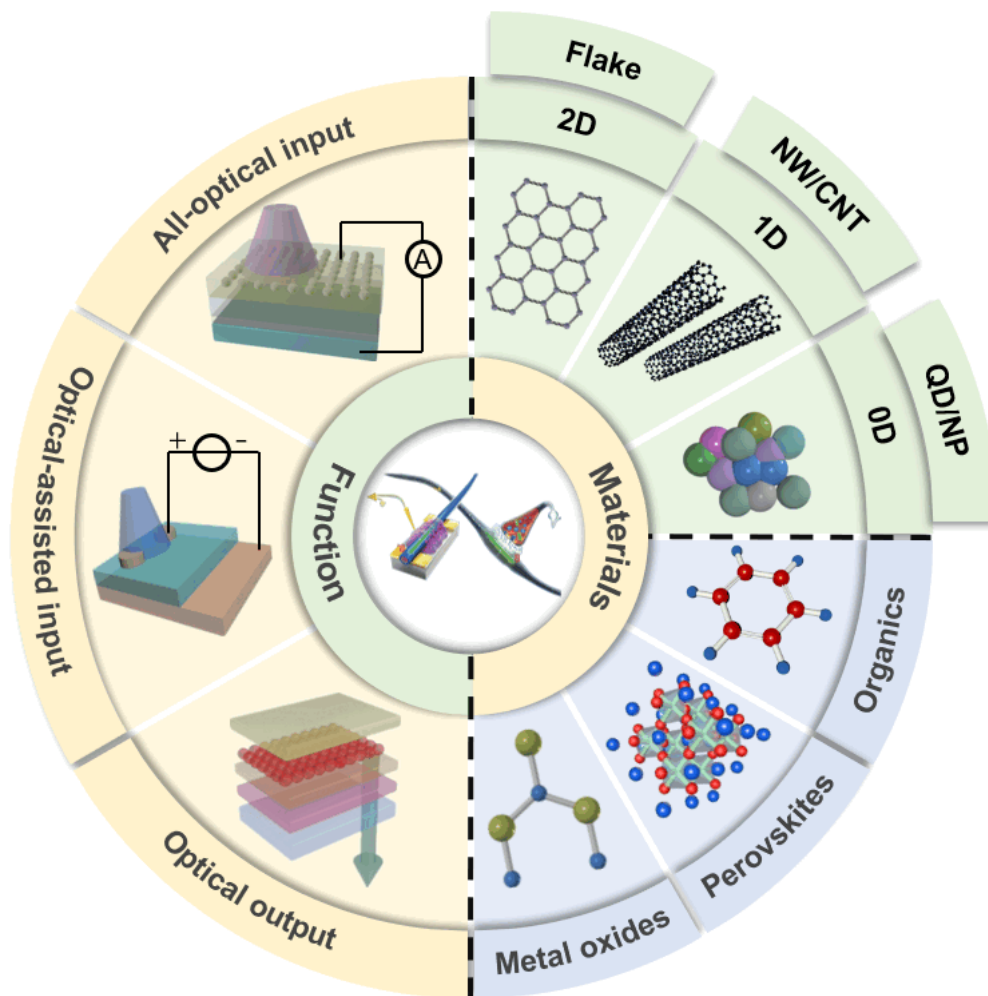 Flake
2D
NW/CNT
1D
QD/NP
0D
All-optical input
A
Optical-assisted input
+ -
Function
Materials
Organics
Perovskites
Metal oxides
Optical output